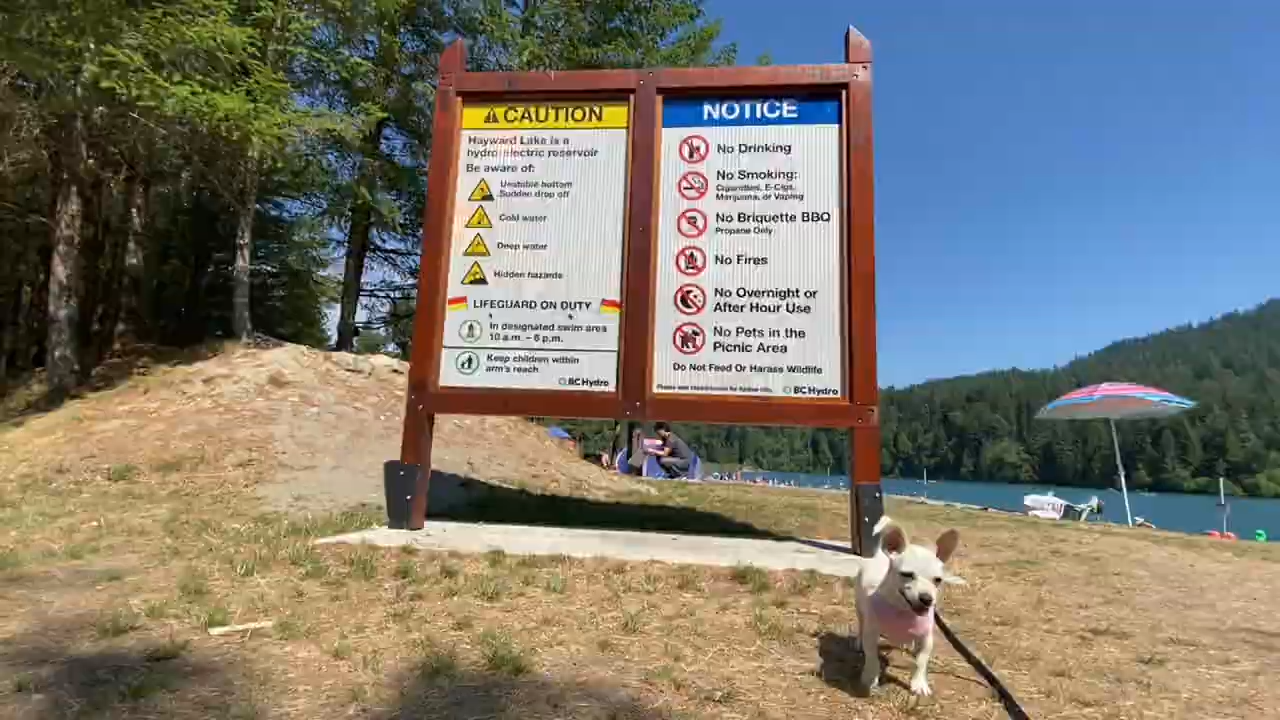 CAUTION
Hayward Lake is a
hydroelectric reservoir
Be aware of:
Unstable bottom
Sudden drop off
Cold water
Deep water
Hidden hazards
LIFEGUARD ON DUTY
In designated swim area
10 a.m. - 6 p.m.
Keep children within
arm's reach
BC Hydro
NOTICE
No Drinking
No Smoking:
Cigarettes, E-Cigs,
Marijuana, or Vaping
No Briquette BBQ
Propane Only
No Fires
No Overnight or
After Hour Use
No Pets in the
Picnic Area
Do Not Feed Or Harass Wildlife
BC Hydro